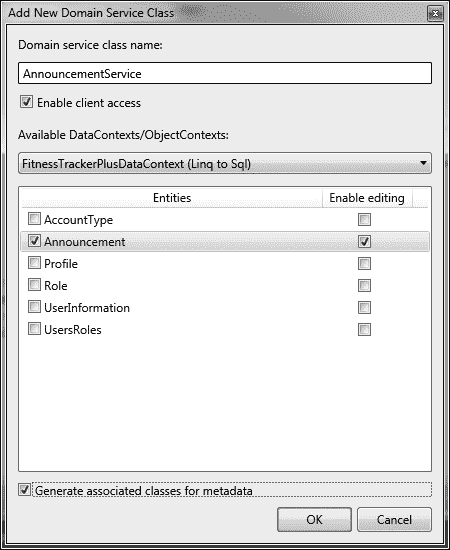 Add New Domain Service Class
Domain service class name:
AnnouncementService
Enable client access
Available DataContexts/ObjectContexts:
FitnessTrackerPlusDataContext (Linq to Sql)
Entities Enable editing
AccountType
Announcement
Profile
Role
UserInformation
UsersRoles
Generate associated classes for metadata
OK Cancel